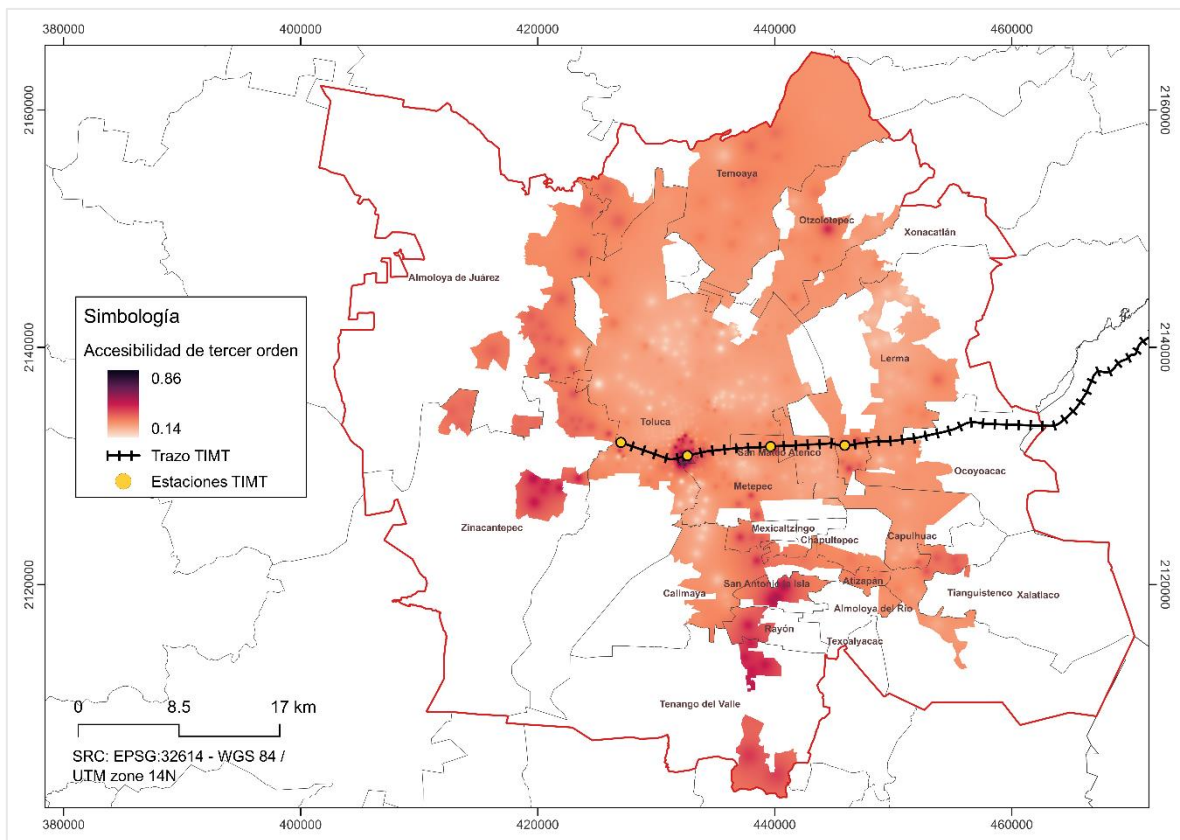 380000 400000 420000 440000 460000
2160000 2160000
Temoaya
Otzolotepec
Xonacatlán
Almoloya de Juárez
Simbología
Accesibilidad de tercer orden
0.86
0.14
Trazo TIMT
Estaciones TIMT
2140000 2140000
Lerma
Toluca
San Mateo Atenco
Ocoyoacac
Metepec
Zinacantepec
Mexicaltzingo
Chapultepec
Capulhuac
2120000 2120000
San Antonio la Isla
Atizapán
Calimaya
Tianguistenco
Xalatlaco
Almoloya del Río
Rayón
Texcalyacac
Tenango del Valle
0 8.5 17 km
SRC: EPSG:32614 - WGS 84 /
UTM zone 14N
380000 400000 420000 440000 460000